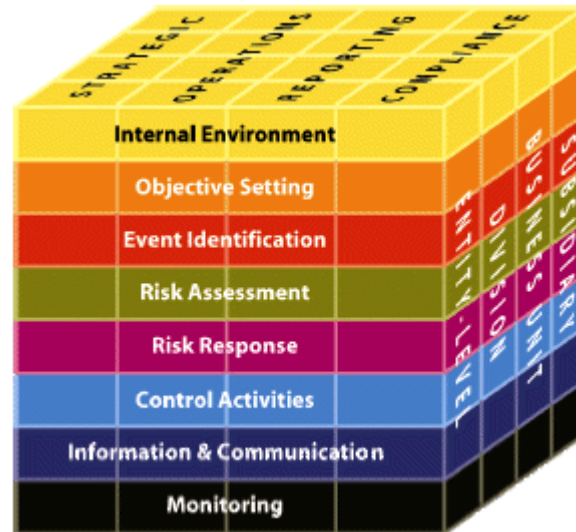 STRATEGIC
OPERATIONS
REPORTING
COMPLIANCE
Internal Environment
Objective Setting
Event Identification
Risk Assessment
Risk Response
Control Activities
Information & Communication
Monitoring
ENTITY-LEVEL
DIVISION
BUSINESS UNIT
SUBSIDIARY